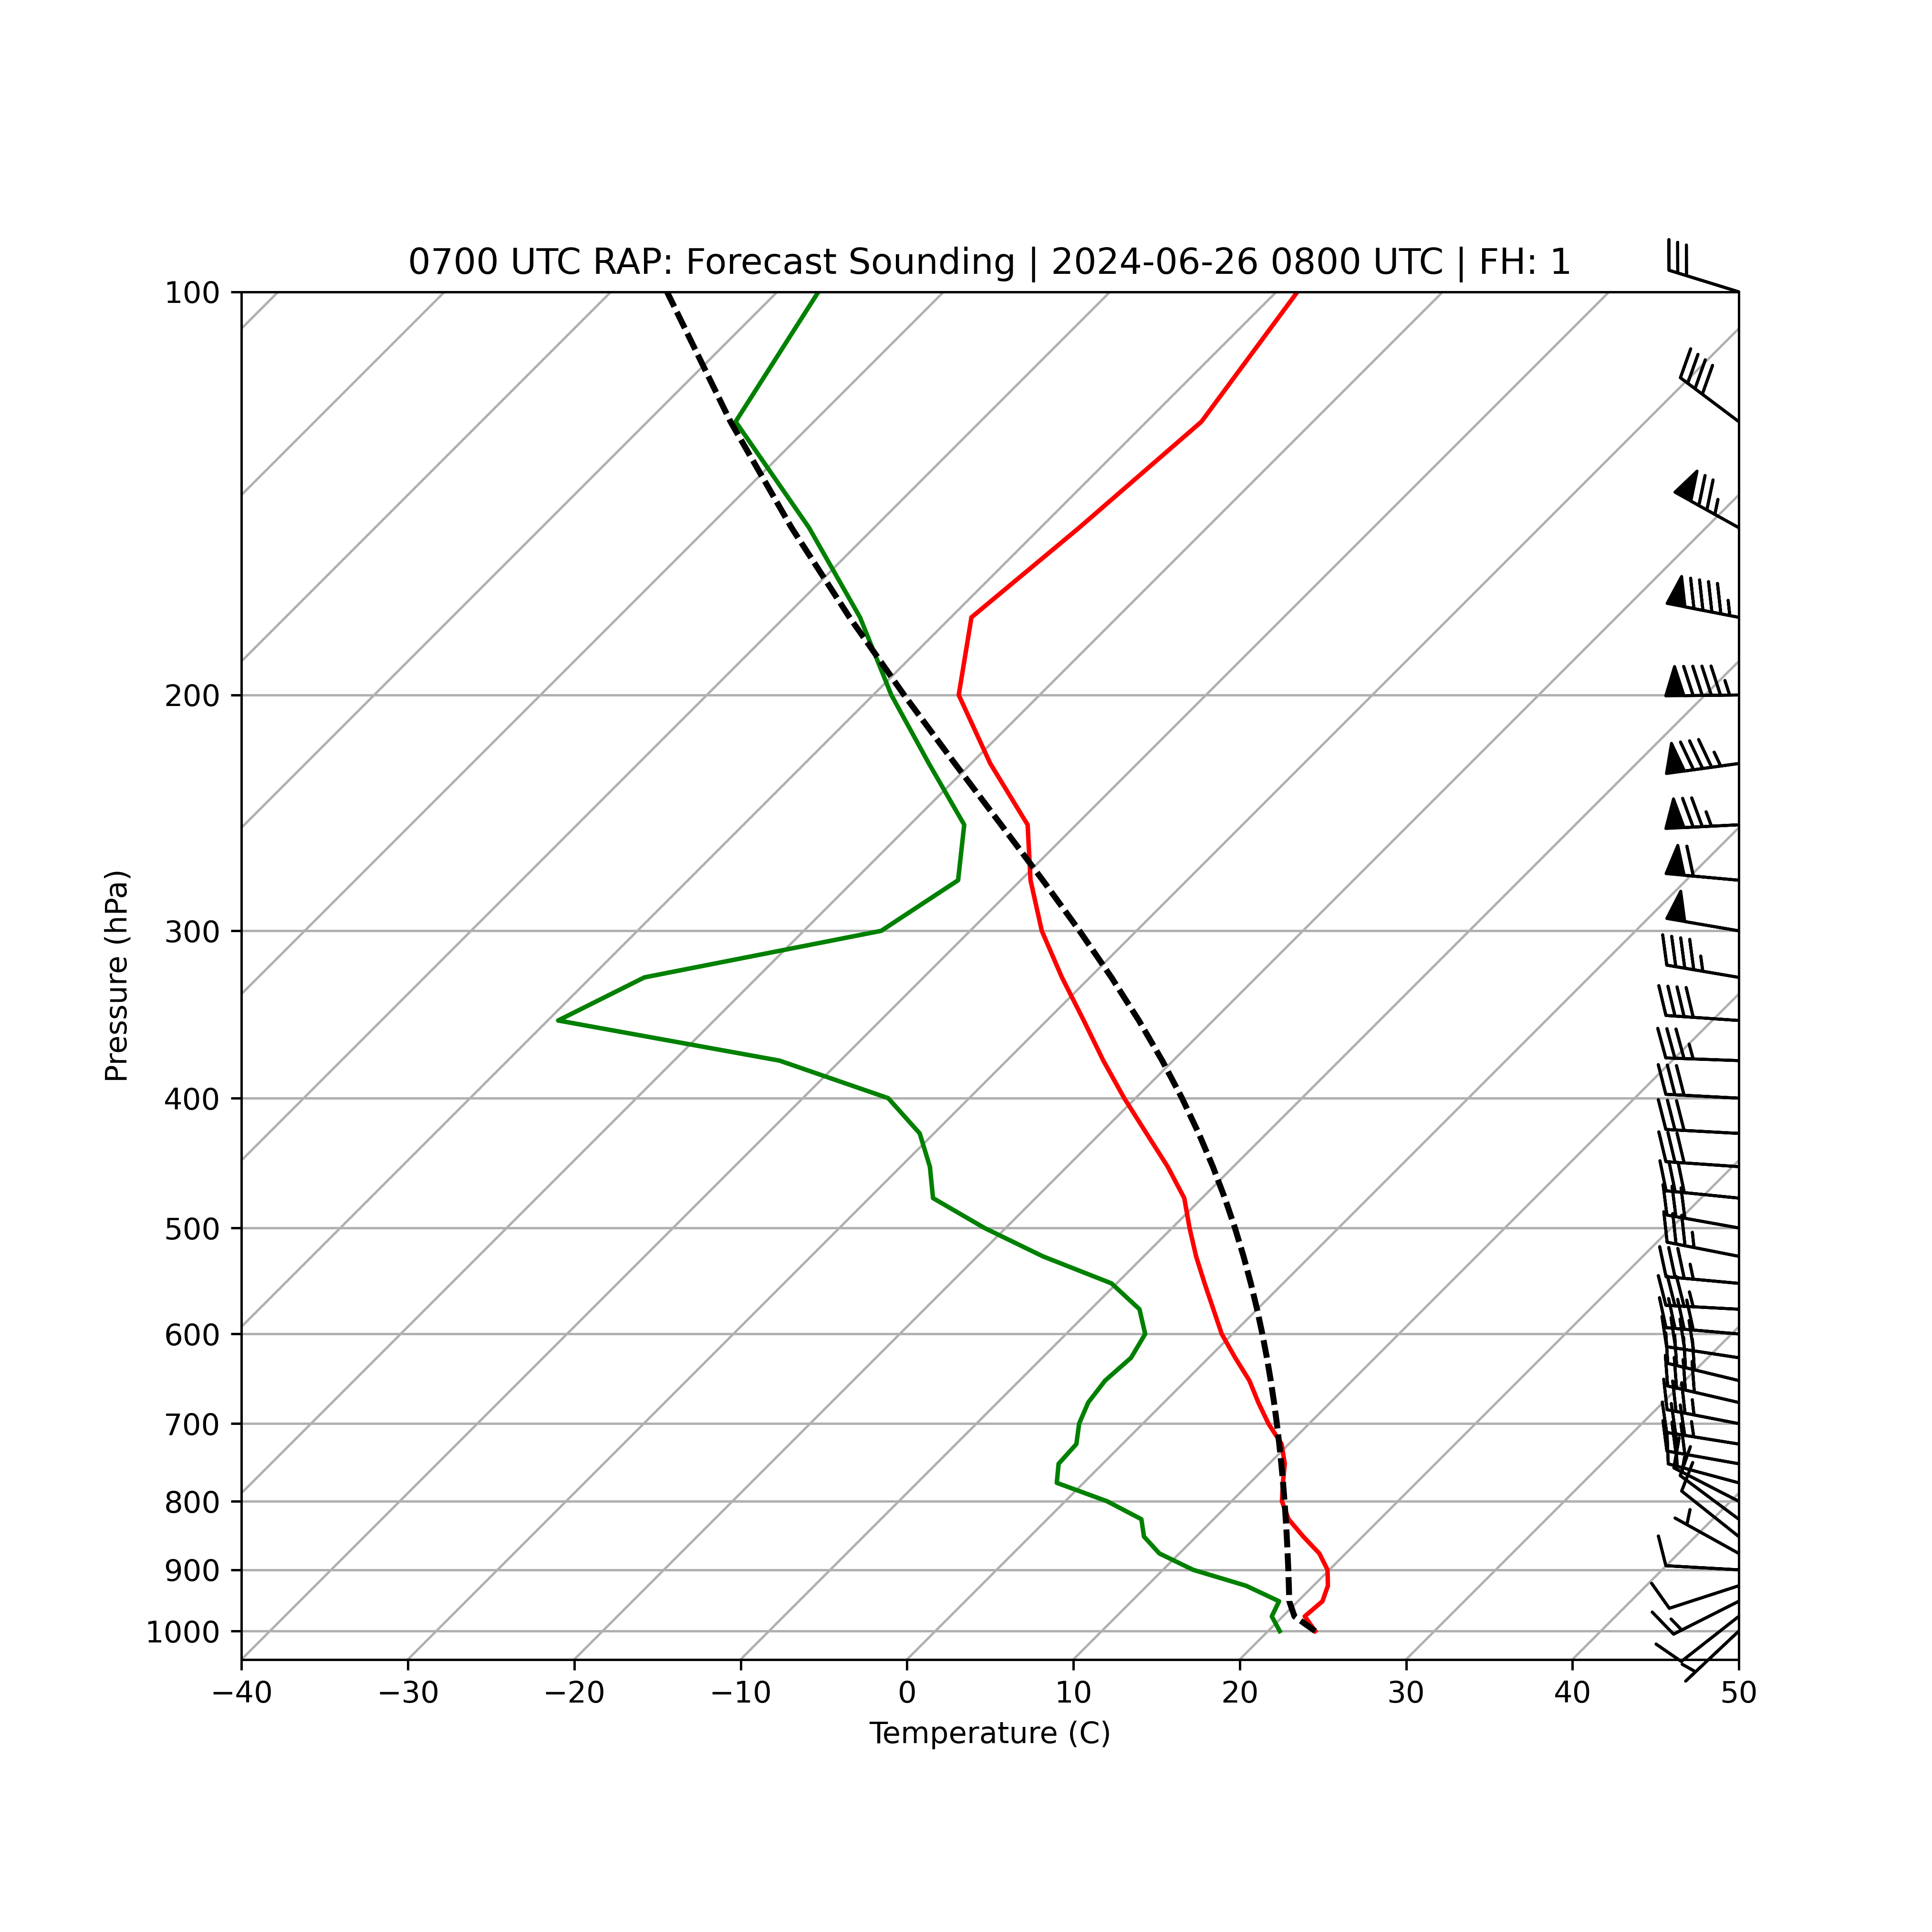 0700 UTC RAP: Forecast Sounding | 2024-06-26 0800 UTC | FH: 1
100
200
300
400
500
600
700
800
900
1000
Pressure (hPa)
−40 −30 −20 −10 0 10 20 30 40 50
Temperature (C)